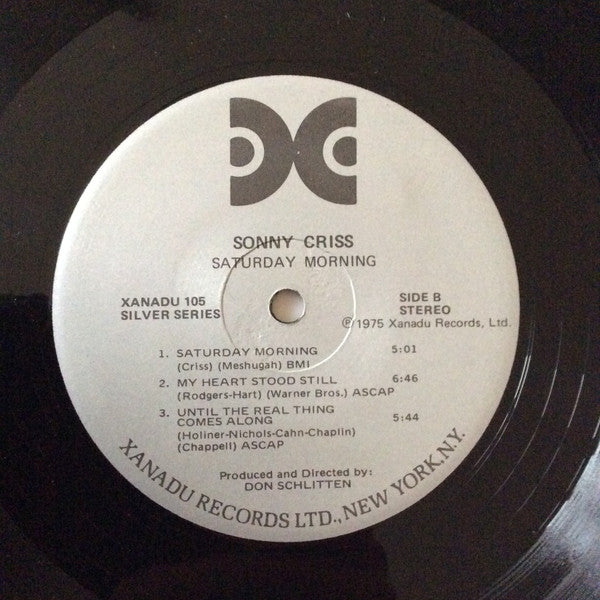 SONNY CRISS
SATURDAY MORNING
XANADU 105
SILVER SERIES
SIDE B
STEREO
℗1975 Xanadu Records, Ltd.
1. SATURDAY MORNING 5:01
(Criss) (Meshugah) BMI
2. MY HEART STOOD STILL 6:46
(Rodgers-Hart) (Warner Bros.) ASCAP
3. UNTIL THE REAL THING
COMES ALONG 5:44
(Holiner-Nichols-Cahn-Chaplin)
(Chappell) ASCAP
Produced and Directed by:
DON SCHLITTEN
XANADU RECORDS LTD., NEW YORK, N.Y.